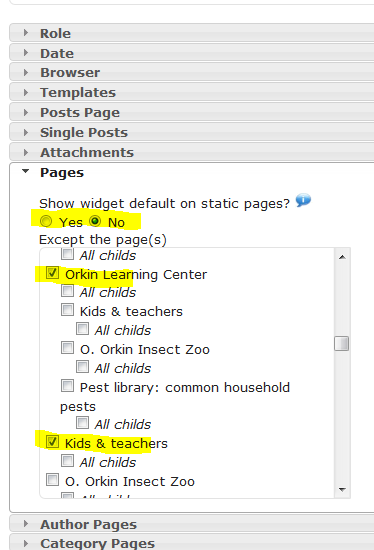 Role
Date
Browser
Templates
Posts Page
Single Posts
Attachments
Pages
Show widget default on static pages?
Yes No
Except the page(s)
All childs
Orkin Learning Center
All childs
Kids & teachers
All childs
O. Orkin Insect Zoo
All childs
Pest library: common household
pests
All childs
Kids & teachers
All childs
O. Orkin Insect Zoo
All childs
Author Pages
Category Pages